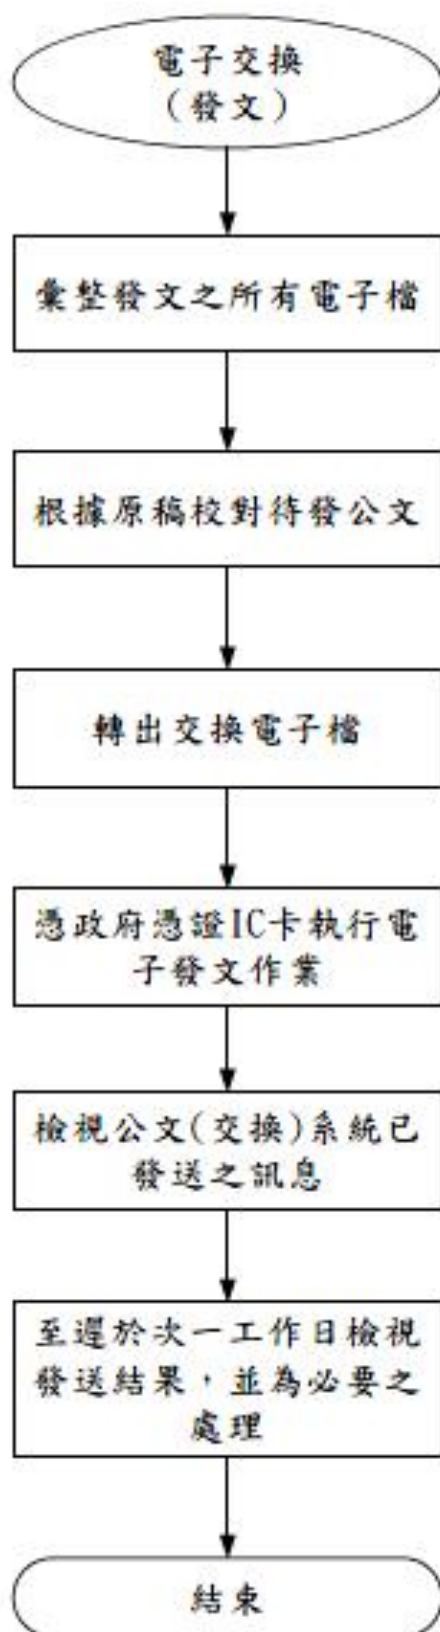 電子交換
(發文)
彙整發文之所有電子檔
根據原稿校對待發公文
轉出交換電子檔
憑政府憑證IC卡執行電
子發文作業
檢視公文(交換)系統已
發送之訊息
至遲於次一工作日檢視
發送結果，並為必要之
處理
結束